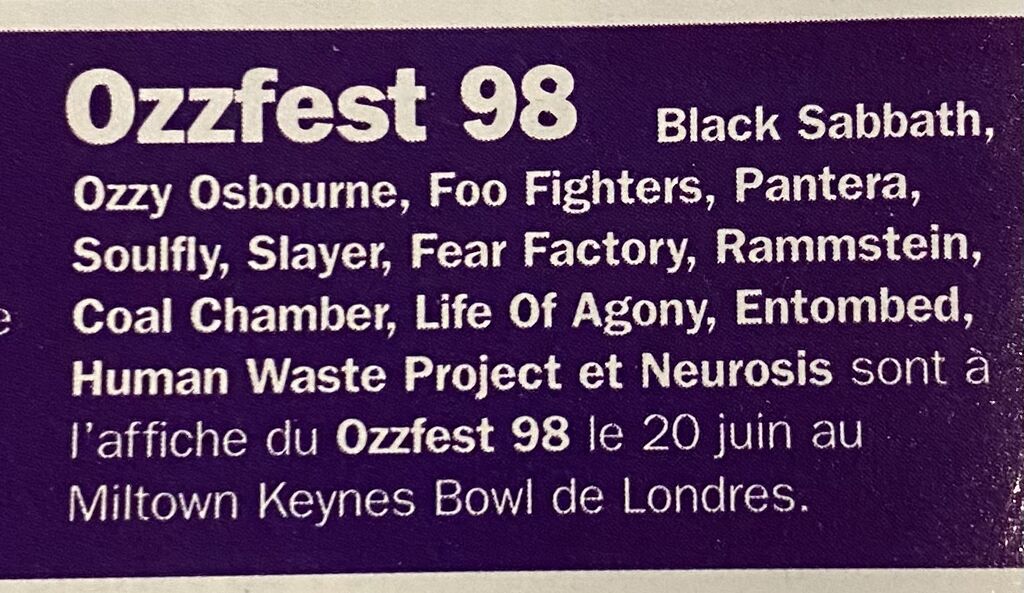 Ozzfest 98 Black Sabbath,
Ozzy Osbourne, Foo Fighters, Pantera,
Soulfly, Slayer, Fear Factory, Rammstein,
Coal Chamber, Life Of Agony, Entombed,
Human Waste Project et Neurosis sont à
l'affiche du Ozzfest 98 le 20 juin au
Miltown Keynes Bowl de Londres.